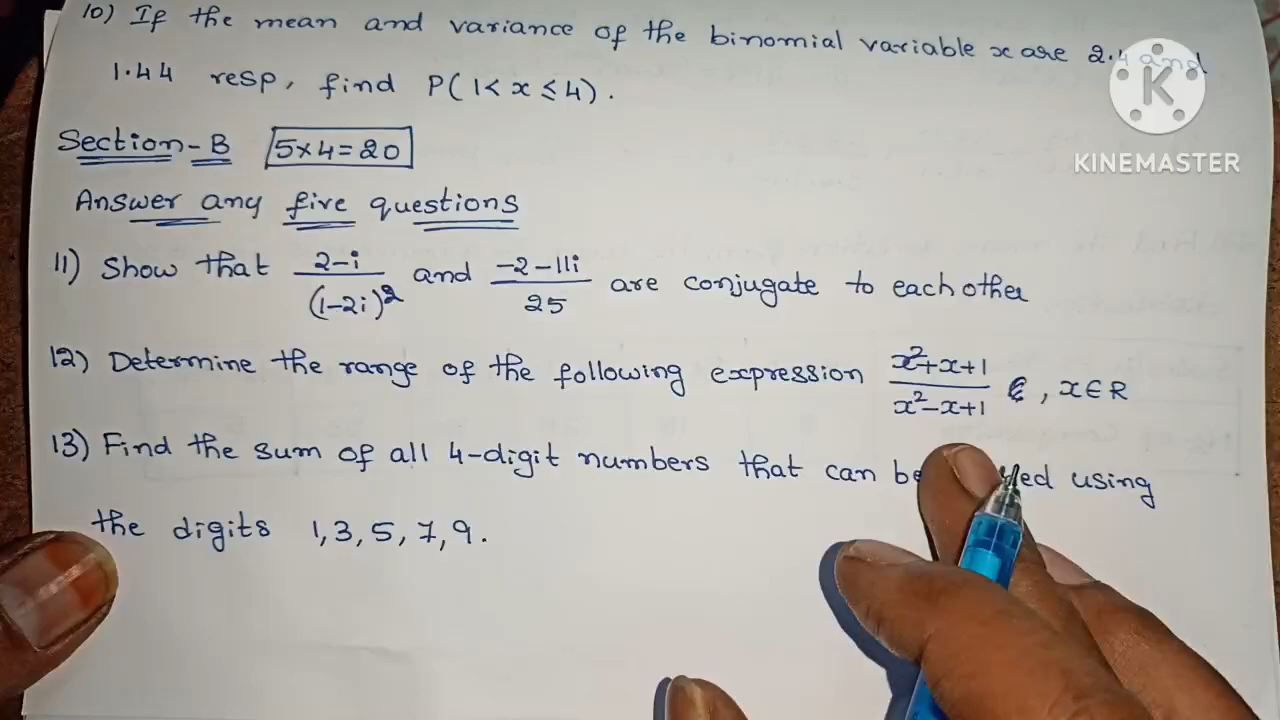 10) If the mean and variance of the binomial variable x are 2.4 and
1.44 resp, find P(1< x ≤ 4).
K
KINEMASTER
Section-B 5×4=20
Answer any five questions
11) Show that 2-i/(1-2i)² and -2-11i/25 are conjugate to each other
12) Determine the range of the following expression x²+x+1/x²-x+1 , x∈R
13) Find the sum of all 4-digit numbers that can be using
the digits 1,3,5,7,9.